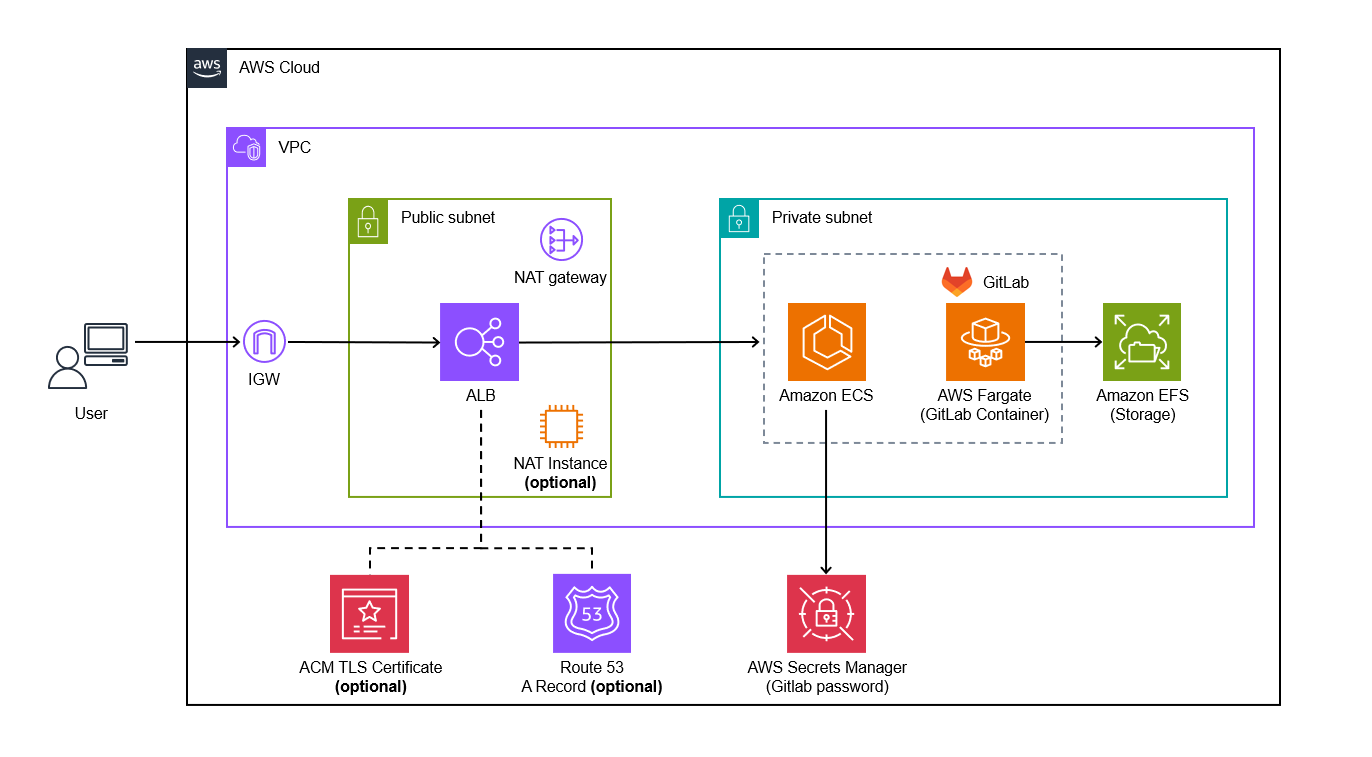 aws
AWS Cloud
VPC
Public subnet
NAT gateway
Private subnet
GitLab
IGW
ALB
User
NAT Instance
(optional)
Amazon ECS
AWS Fargate
(GitLab Container)
Amazon EFS
(Storage)
53
ACM TLS Certificate
(optional)
Route 53
A Record (optional)
AWS Secrets Manager
(Gitlab password)